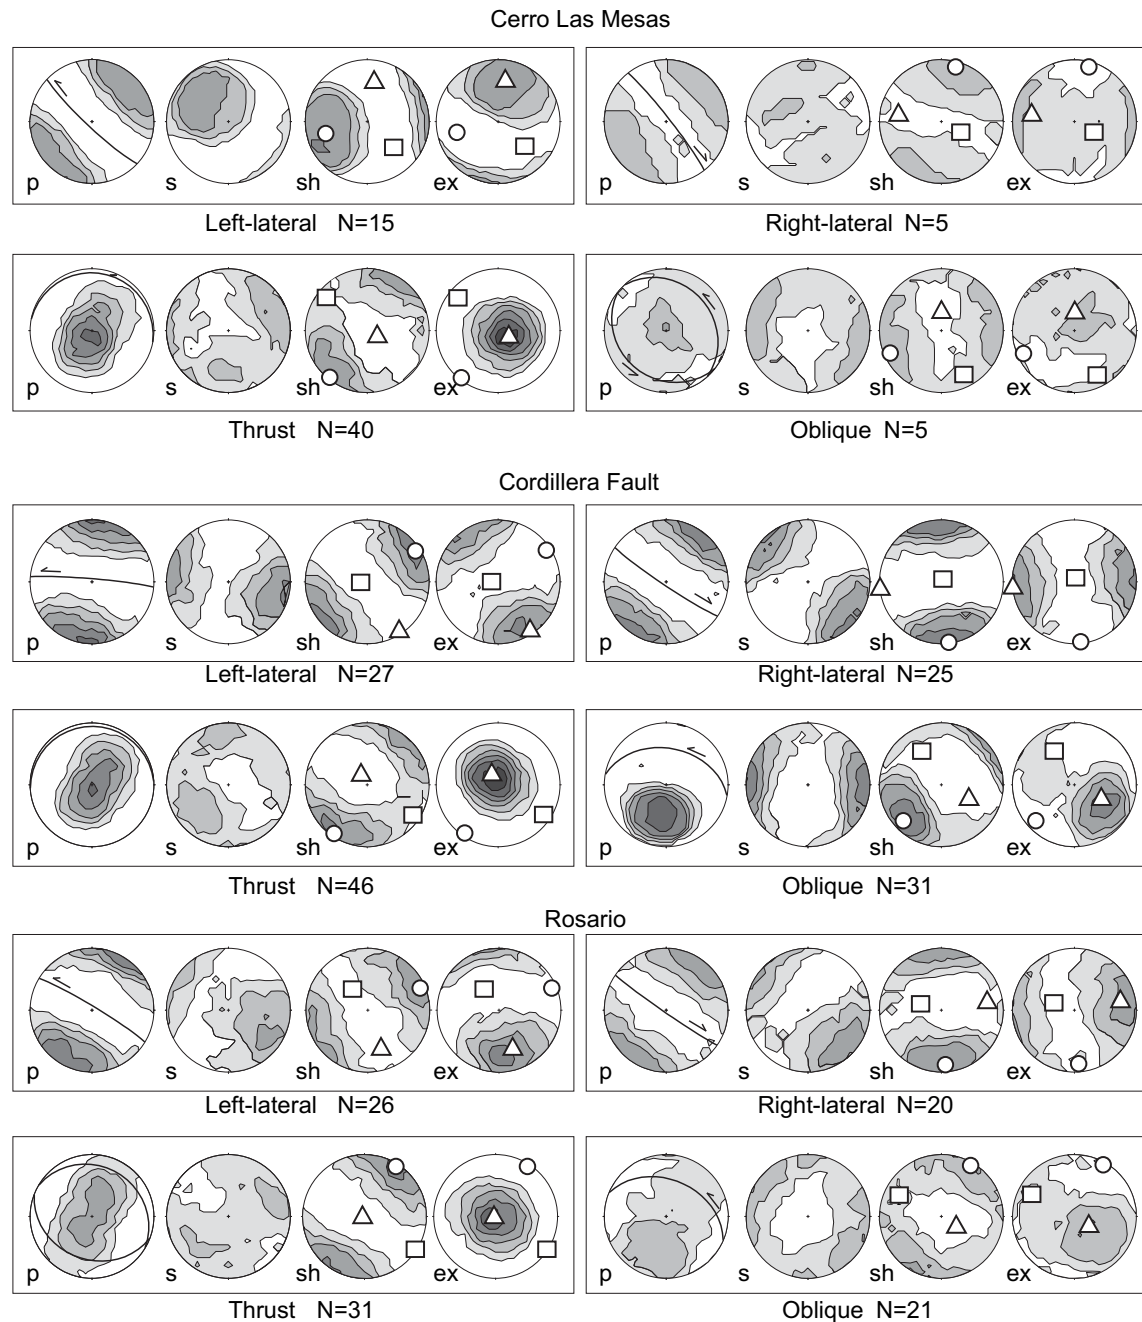 Cerro Las Mesas
p s sh ex p s sh ex
Left-lateral N=15 Right-lateral N=5
p s sh ex p s sh ex
Thrust N=40 Oblique N=5
Cordillera Fault
p s sh ex p s sh ex
Left-lateral N=27 Right-lateral N=25
p s sh ex p s sh ex
Thrust N=46 Oblique N=31
Rosario
p s sh ex p s sh ex
Left-lateral N=26 Right-lateral N=20
p s sh ex p s sh ex
Thrust N=31 Oblique N=21